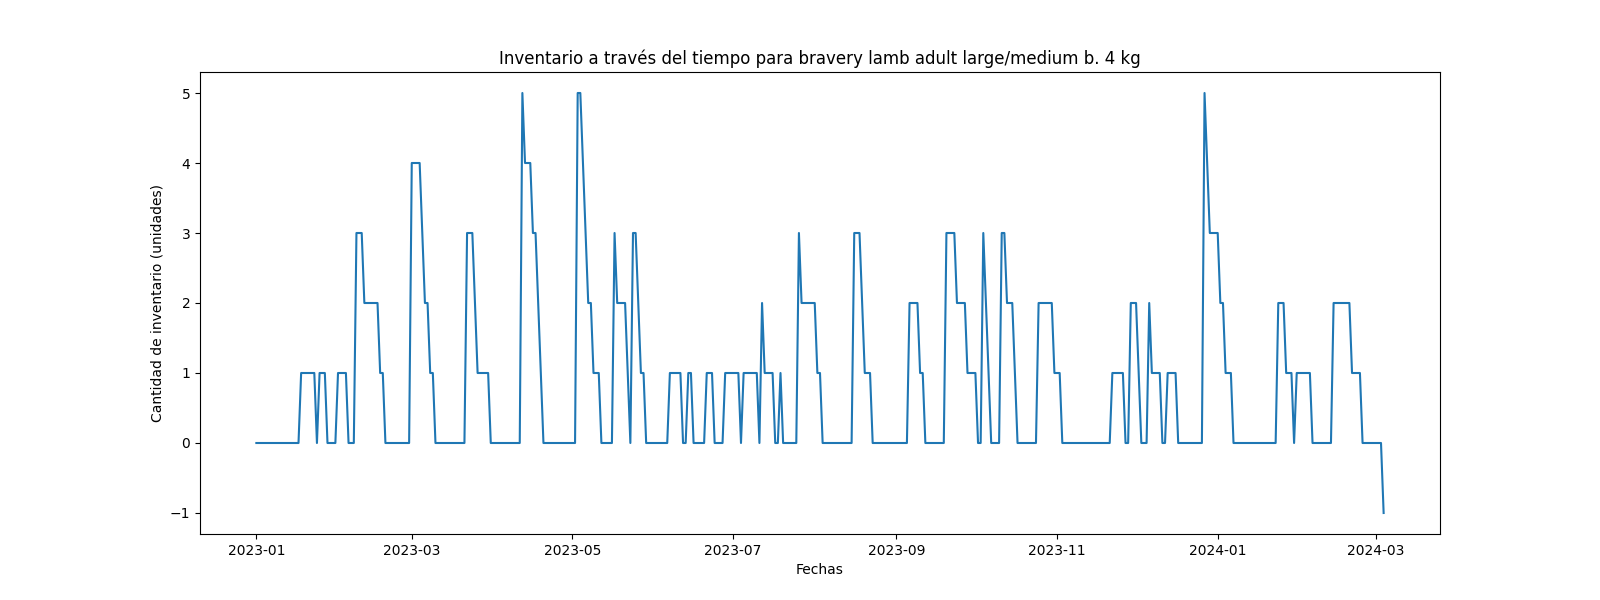 Inventario a través del tiempo para bravery lamb adult large/medium b. 4 kg
Cantidad de inventario (unidades)
5
4
3
2
1
0
−1
2023-01 2023-03 2023-05 2023-07 2023-09 2023-11 2024-01 2024-03
Fechas